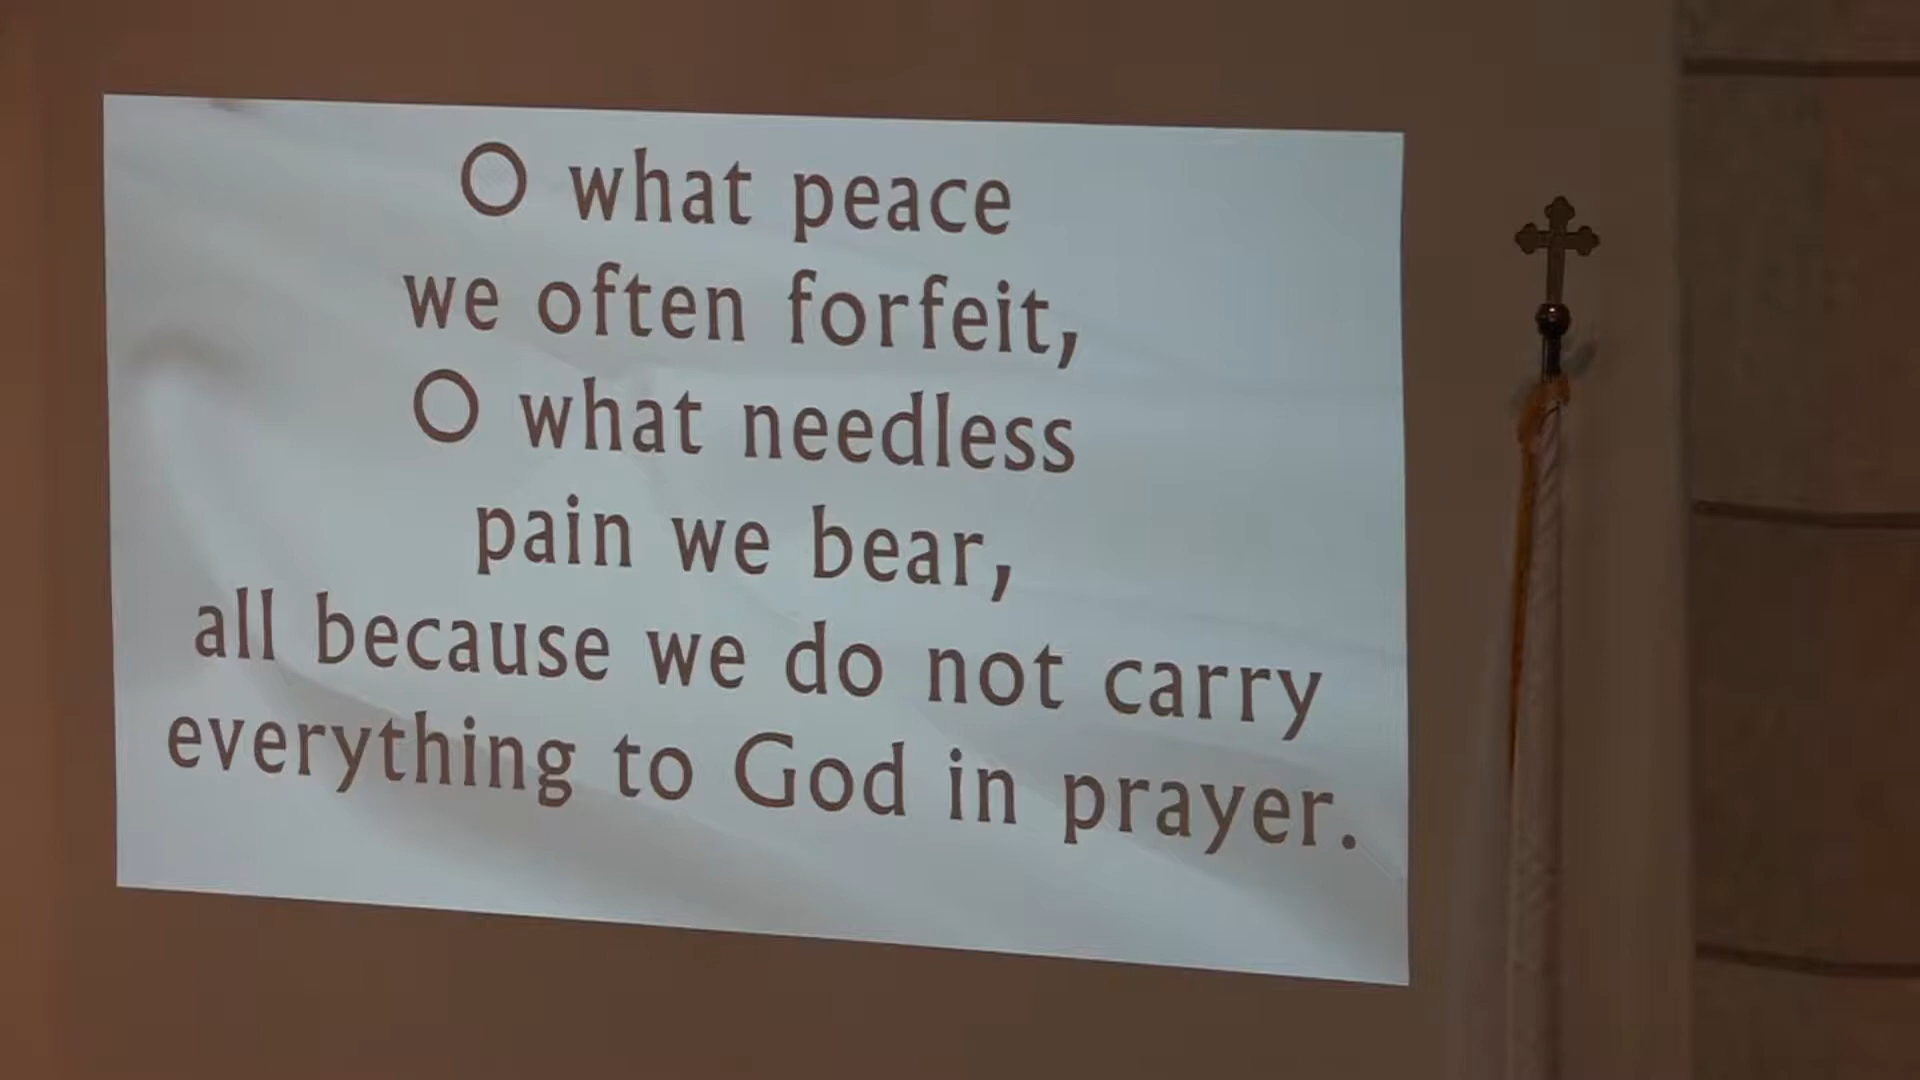 O what peace
we often forfeit,
O what needless
pain we bear,
all because we do not carry
everything to God in prayer.